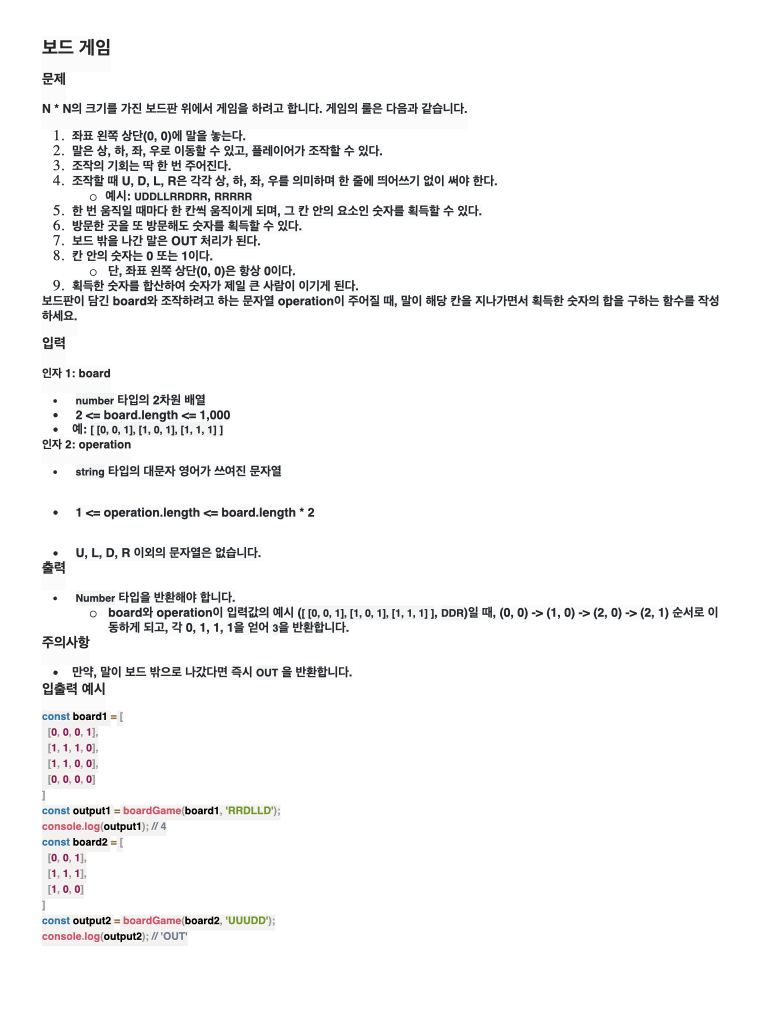 보드 게임
문제
N * N의 크기를 가진 보드판 위에서 게임을 하려고 합니다. 게임의 룰은 다음과 같습니다.
1. 좌표 왼쪽 상단(0, 0)에 말을 놓는다.
2. 말은 상, 하, 좌, 우로 이동할 수 있고, 플레이어가 조작할 수 있다.
3. 조작의 기회는 딱 한 번 주어진다.
4. 조작할 때 U, D, L, R은 각각 상, 하, 좌, 우를 의미하며 한 줄에 띄어쓰기 없이 써야 한다.
○ 예시: UDDLLRRDRR, RRRRR
5. 한 번 움직일 때마다 한 칸씩 움직이게 되며, 그 칸 안의 요소인 숫자를 획득할 수 있다.
6. 방문한 곳을 또 방문해도 숫자를 획득할 수 있다.
7. 보드 밖을 나간 말은 OUT 처리가 된다.
8. 칸 안의 숫자는 0 또는 1이다.
○ 단, 좌표 왼쪽 상단(0, 0)은 항상 0이다.
9. 획득한 숫자를 합산하여 숫자가 제일 큰 사람이 이기게 된다.
보드판이 담긴 board와 조작하려고 하는 문자열 operation이 주어질 때, 말이 해당 칸을 지나가면서 획득한 숫자의 합을 구하는 함수를 작성
하세요.
입력
인자 1: board
• number 타입의 2차원 배열
• 2 <= board.length <= 1,000
• 예: [ [0, 0, 1], [1, 0, 1], [1, 1, 1] ]
인자 2: operation
• string 타입의 대문자 영어가 쓰여진 문자열
• 1 <= operation.length <= board.length * 2
• U, L, D, R 이외의 문자열은 없습니다.
출력
• Number 타입을 반환해야 합니다.
○ board와 operation이 입력값의 예시 ([ [0, 0, 1], [1, 0, 1], [1, 1, 1] ], DDR)일 때, (0, 0) -> (1, 0) -> (2, 0) -> (2, 1) 순서로 이
동하게 되고, 각 0, 1, 1, 1을 얻어 3을 반환합니다.
주의사항
• 만약, 말이 보드 밖으로 나갔다면 즉시 OUT 을 반환합니다.
입출력 예시
const board1 = [
[0, 0, 0, 1],
[1, 1, 1, 0],
[1, 1, 0, 0],
[0, 0, 0, 0]
]
const output1 = boardGame(board1, 'RRDLLD');
console.log(output1); // 4
const board2 = [
[0, 0, 1],
[1, 1, 1],
[1, 0, 0]
]
const output2 = boardGame(board2, 'UUUDD');
console.log(output2); // 'OUT'